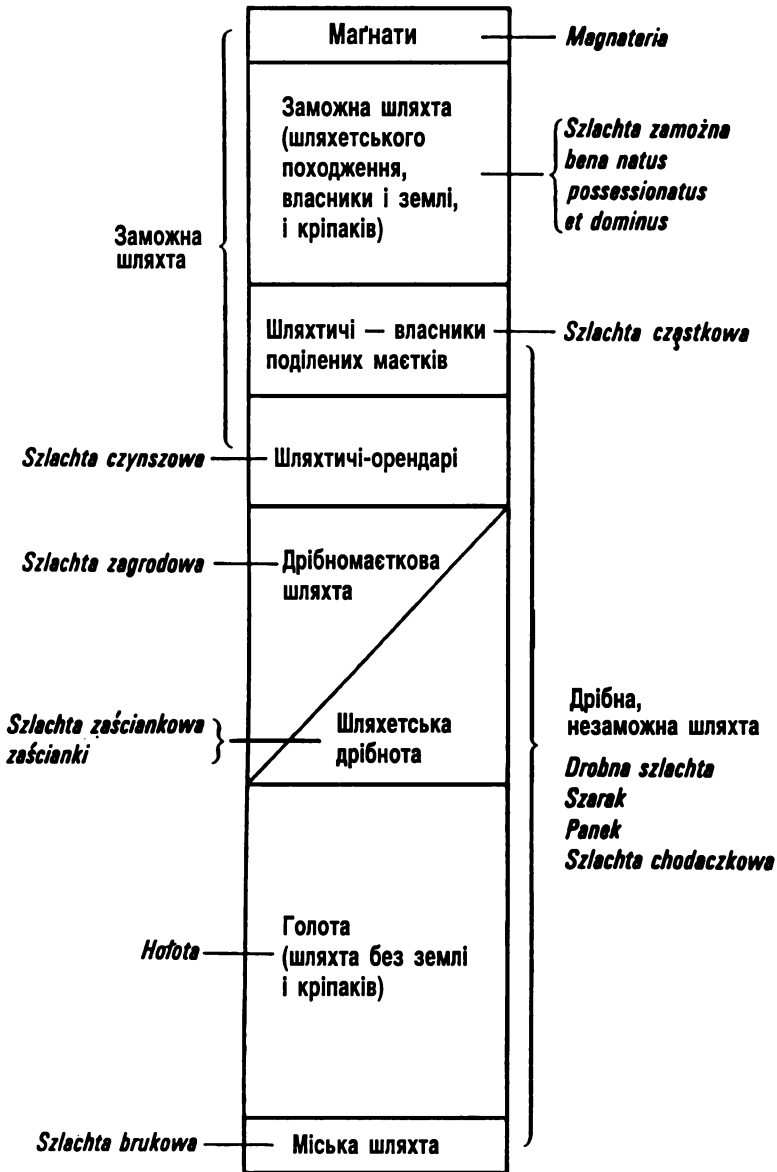 Маґнати
Magnateria
Заможна шляхта
(шляхетського
походження,
власники і землі,
і кріпаків)
Szlachta zamożna
bena natus
possessionatus
et dominus
Заможна
шляхта
Шляхтичі — власники
поділених маєтків
Szlachta cząstkowa
Szlachta czynszowa
Шляхтичі-орендарі
Szlachta zagrodowa
Дрібномаєткова
шляхта
Szlachta zaściankowa
zaścianki
Шляхетська
дрібнота
Дрібна,
незаможна шляхта
Drobna szlachta
Szarak
Panek
Szlachta chodaczkowa
Hołota
Голота
(шляхта без землі
і кріпаків)
Szlachta brukowa
Міська шляхта